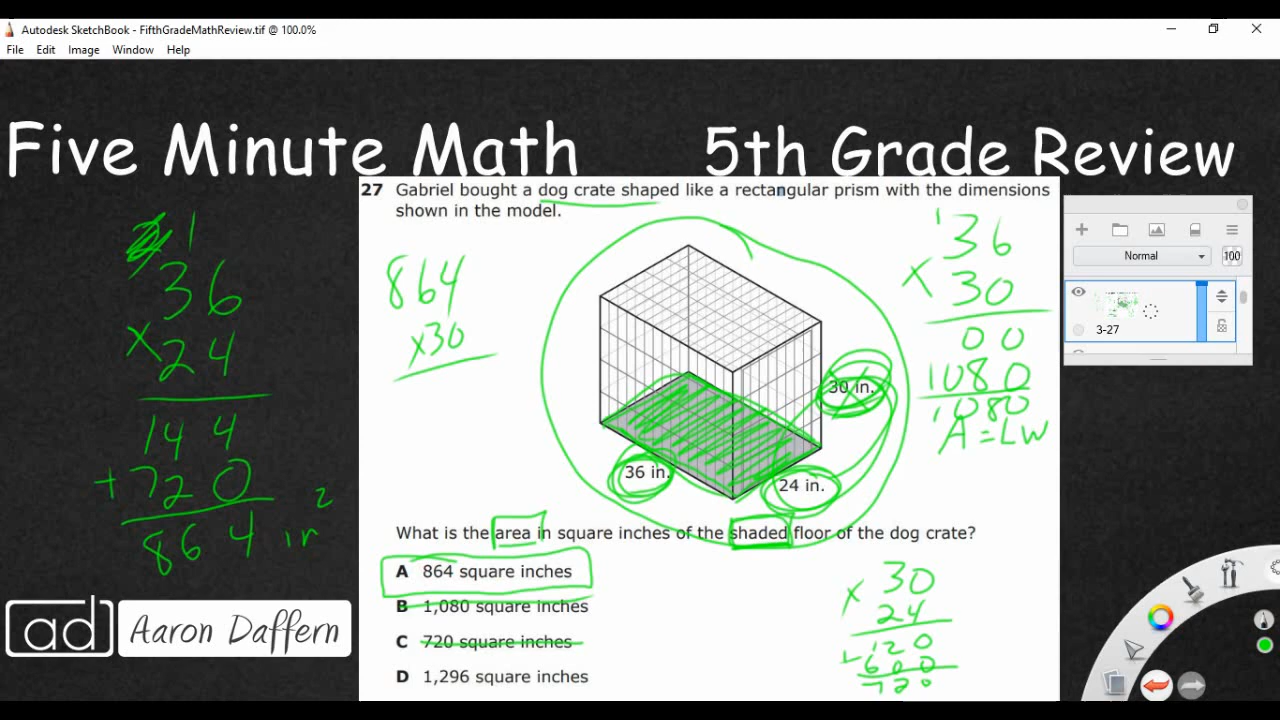 Autodesk SketchBook - FifthGradeMathReview.tif @ 100.0%
File Edit Image Window Help
Five Minute Math 5th Grade Review
27 Gabriel bought a dog crate shaped like a rectangular prism with the dimensions
shown in the model.
1
36
x 24
144
+720
864 in²
864
x30
1
36
x 30
00
1080
1080
A = LW
30 in.
36 in.
24 in.
What is the area in square inches of the shaded floor of the dog crate?
A 864 square inches
B 1,080 square inches
C 720 square inches
D 1,296 square inches
x 30
24
120
+600
720
Normal
100
3-27
ad Aaron Daffern